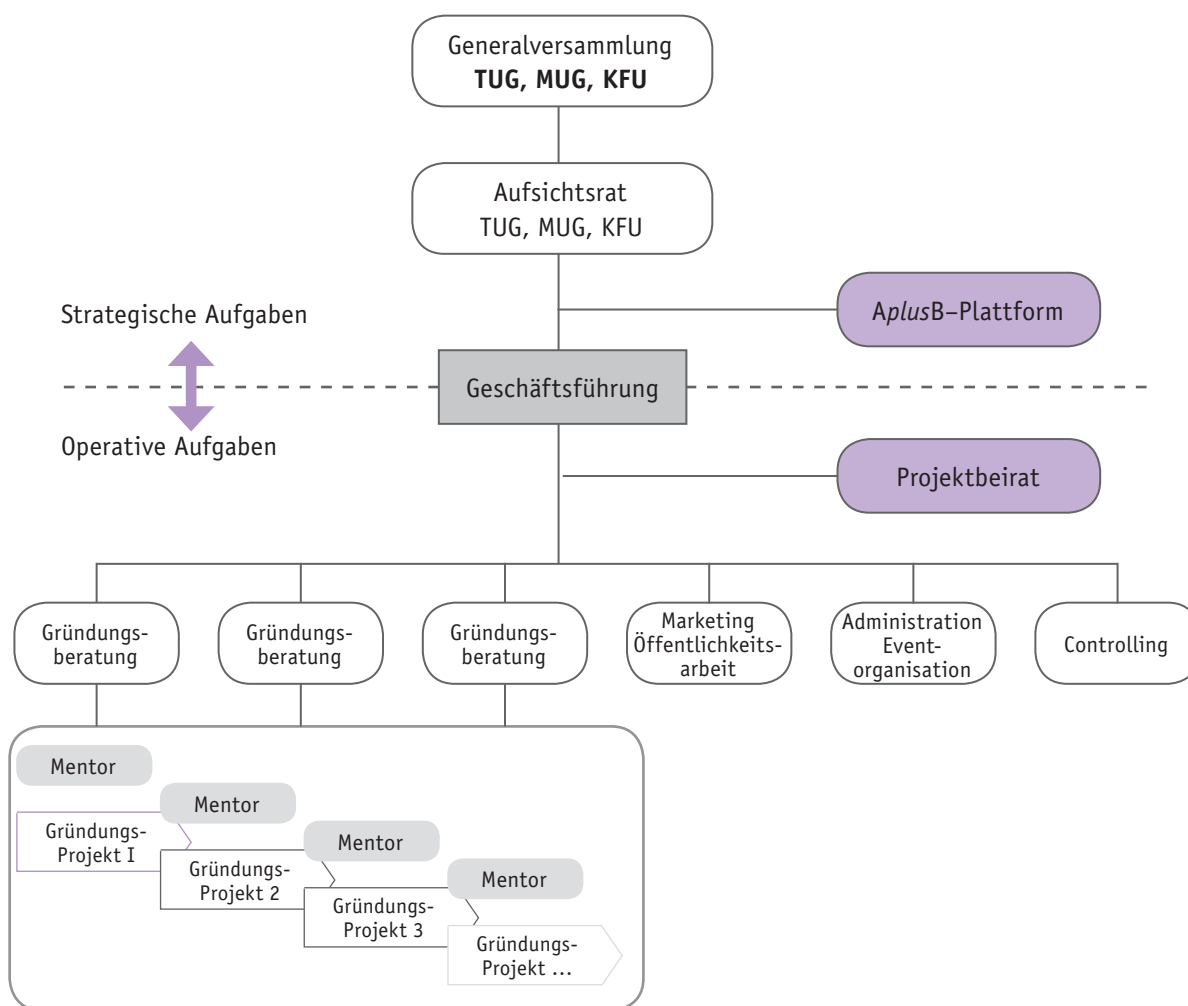 Generalversammlung
TUG, MUG, KFU
Aufsichtsrat
TUG, MUG, KFU
AplusB–Plattform
Strategische Aufgaben
Geschäftsführung
Operative Aufgaben
Projektbeirat
Gründungs-
beratung
Gründungs-
beratung
Gründungs-
beratung
Marketing
Öffentlichkeits-
arbeit
Administration
Event-
organisation
Controlling
Mentor
Gründungs-
Projekt I
Mentor
Gründungs-
Projekt 2
Mentor
Gründungs-
Projekt 3
Mentor
Gründungs-
Projekt ...